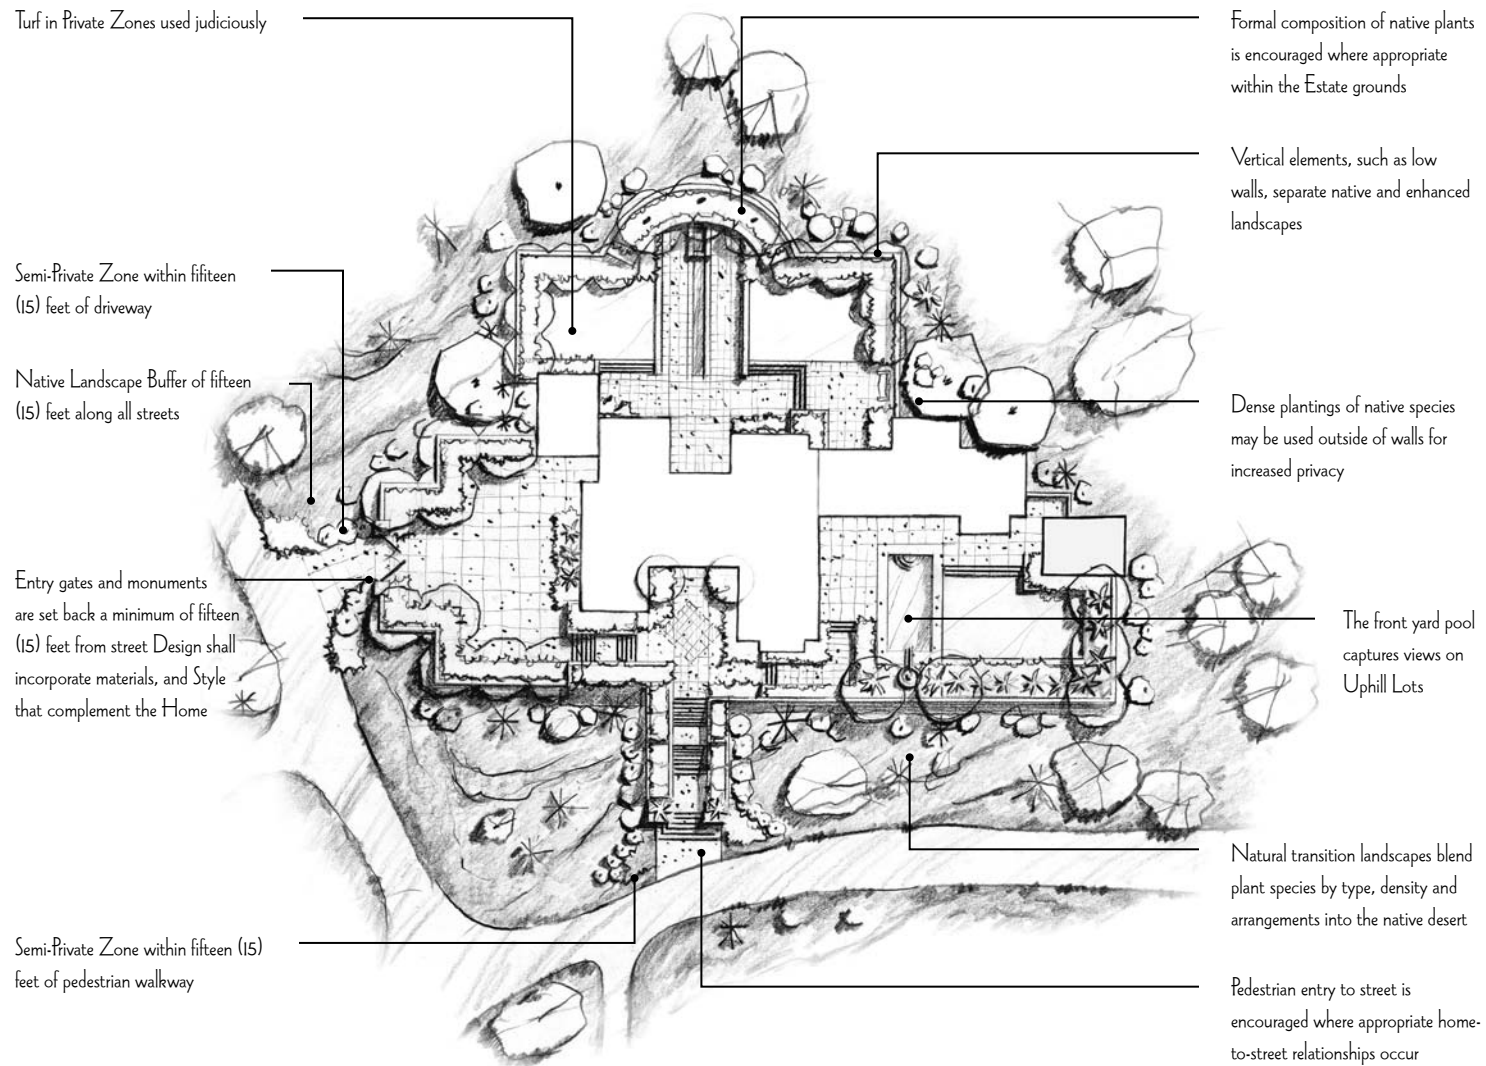 Turf in Private Zones used judiciously
Semi-Private Zone within fififteen
(15) feet of driveway
Native Landscape Buffer of fifteen
(15) feet along all streets
Entry gates and monuments
are set back a minimum of fifteen
(15) feet from street Design shall
incorporate materials, and Style
that complement the Home
Semi-Private Zone within fifteen (15)
feet of pedestrian walkway
Formal composition of native plants
is encouraged where appropriate
within the Estate grounds
Vertical elements, such as low
walls, separate native and enhanced
landscapes
Dense plantings of native species
may be used outside of walls for
increased privacy
The front yard pool
captures views on
Uphill Lots
Natural transition landscapes blend
plant species by type, density and
arrangements into the native desert
Pedestrian entry to street is
encouraged where appropriate home-
to-street relationships occur